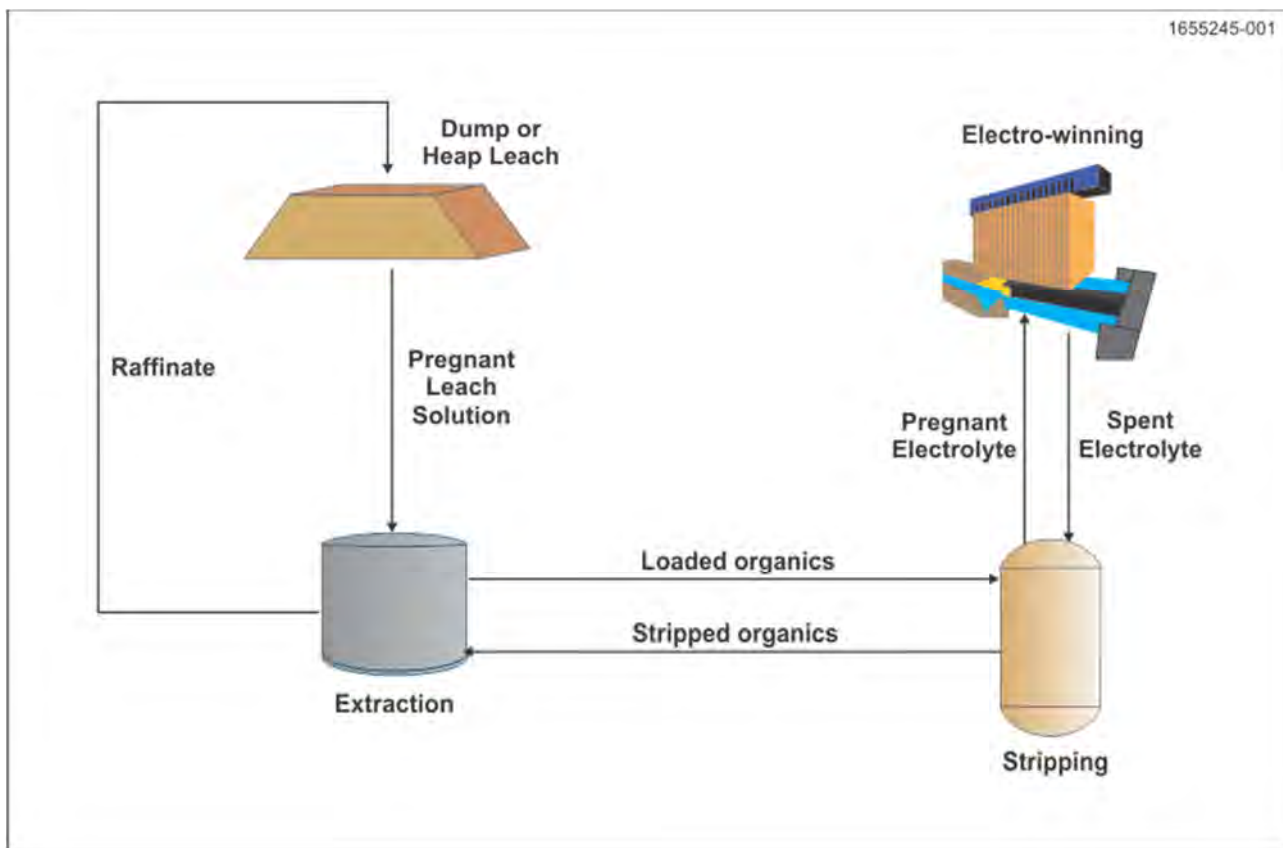 1655245-001
Dump or
Heap Leach
Electro-winning
Raffinate
Pregnant
Leach
Solution
Pregnant
Electrolyte
Spent
Electrolyte
Loaded organics
Stripped organics
Extraction
Stripping